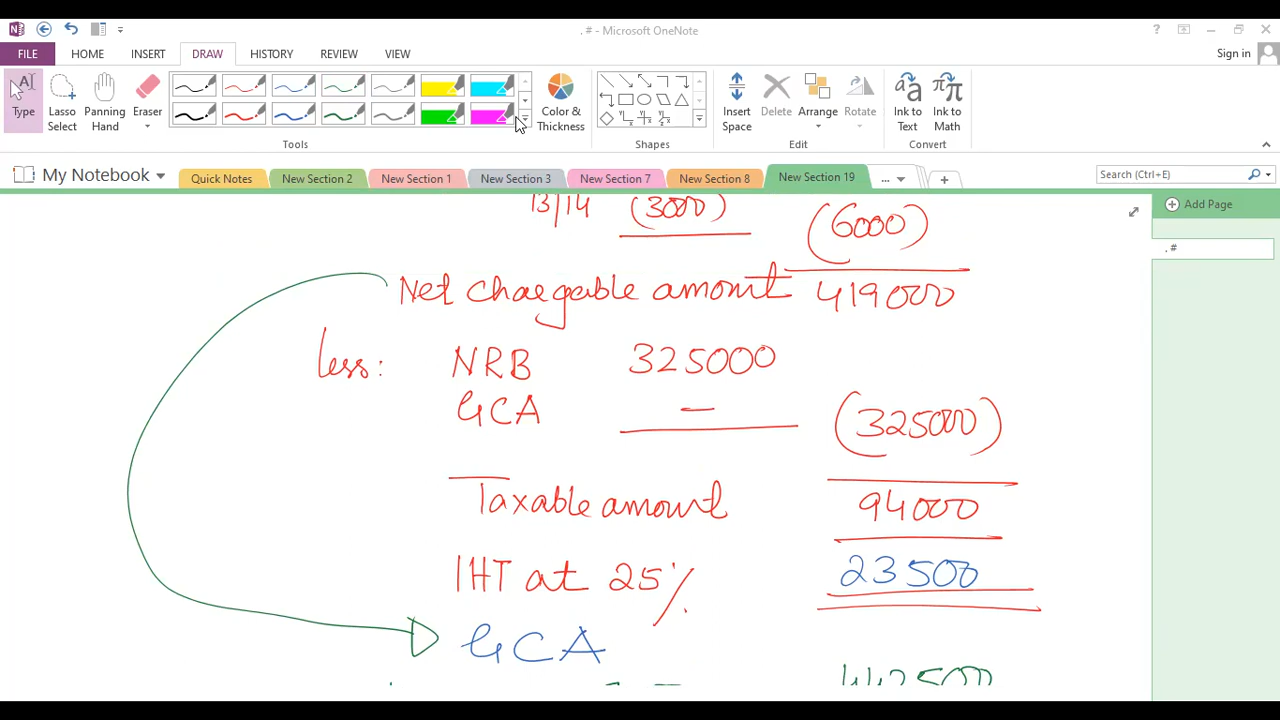 . # - Microsoft OneNote
?
FILE HOME INSERT DRAW HISTORY REVIEW VIEW
Sign in
Type
Lasso Select
Panning Hand
Eraser
Color & Thickness
Insert Space
Delete
Arrange
Rotate
Ink to Text
Ink to Math
Tools Shapes Edit Convert
My Notebook Quick Notes New Section 2 New Section 1 New Section 3 New Section 7 New Section 8 New Section 19 ... +
Search (Ctrl+E)
Add Page
. #
13/14 (3000) (6000)
Net chargable amount 419000
less: NRB 325000
GCA – (325000)
Taxable amount 94000
IHT at 25% 23500
GCA
442500